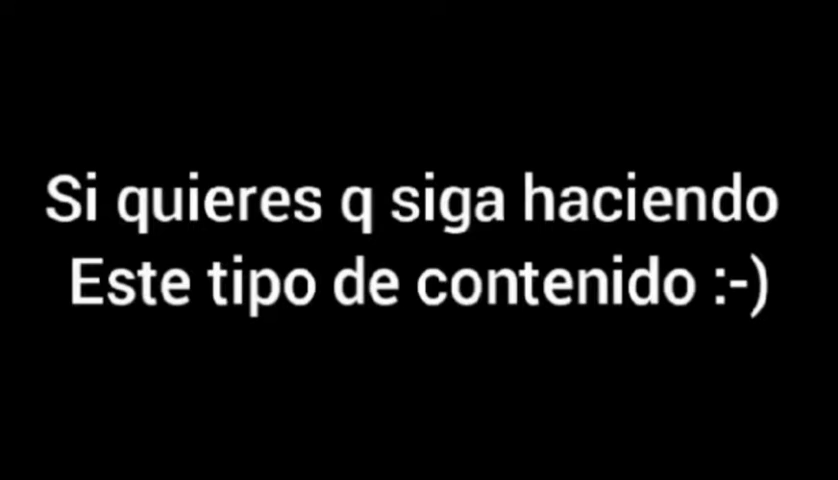 Si quieres q siga haciendo
Este tipo de contenido :-)